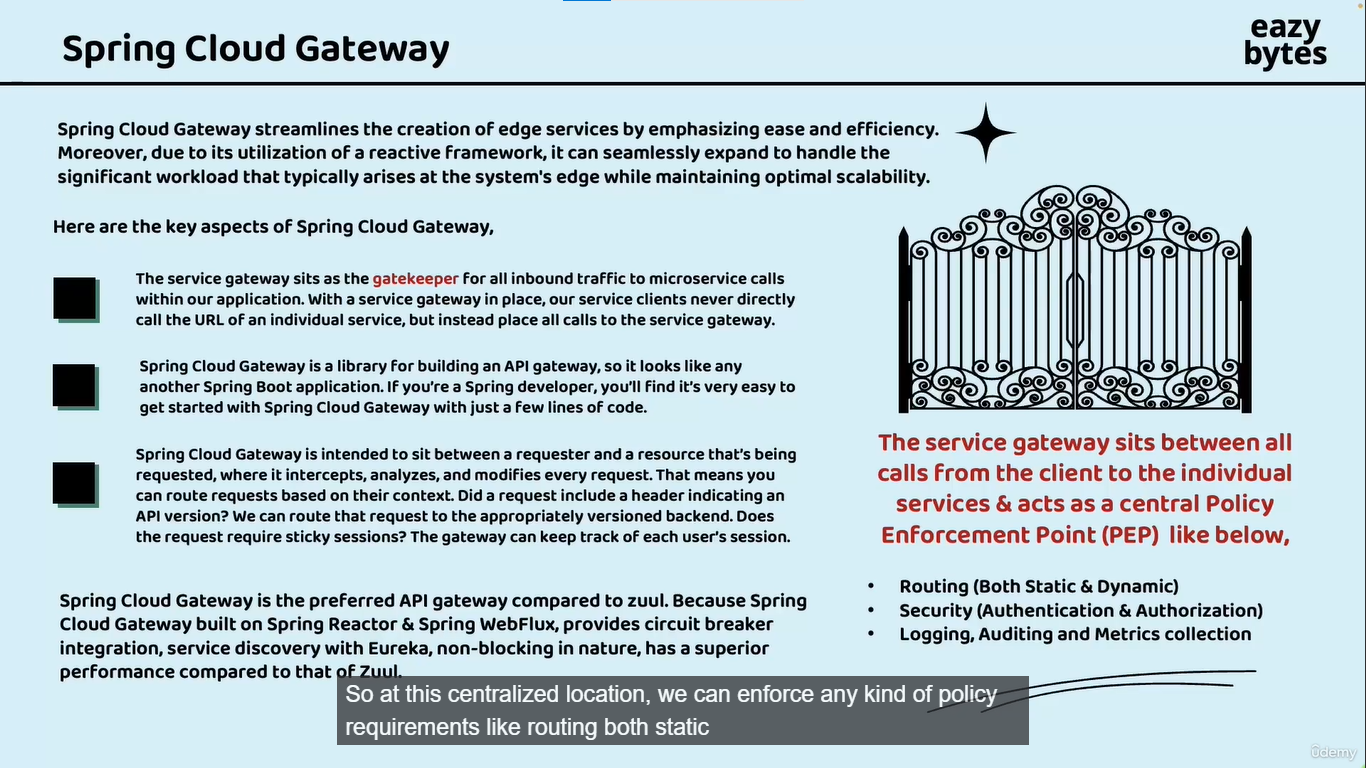 Spring Cloud Gateway
eazy
bytes
Spring Cloud Gateway streamlines the creation of edge services by emphasizing ease and efficiency.
Moreover, due to its utilization of a reactive framework, it can seamlessly expand to handle the
significant workload that typically arises at the system's edge while maintaining optimal scalability.
Here are the key aspects of Spring Cloud Gateway,
The service gateway sits as the gatekeeper for all inbound traffic to microservice calls
within our application. With a service gateway in place, our service clients never directly
call the URL of an individual service, but instead place all calls to the service gateway.
Spring Cloud Gateway is a library for building an API gateway, so it looks like any
another Spring Boot application. If you're a Spring developer, you'll find it's very easy to
get started with Spring Cloud Gateway with just a few lines of code.
Spring Cloud Gateway is intended to sit between a requester and a resource that's being
requested, where it intercepts, analyzes, and modifies every request. That means you
can route requests based on their context. Did a request include a header indicating an
API version? We can route that request to the appropriately versioned backend. Does
the request require sticky sessions? The gateway can keep track of each user's session.
Spring Cloud Gateway is the preferred API gateway compared to zuul. Because Spring
Cloud Gateway built on Spring Reactor & Spring WebFlux, provides circuit breaker
integration, service discovery with Eureka, non-blocking in nature, has a superior
performance compared to that of Zuul.
The service gateway sits between all
calls from the client to the individual
services & acts as a central Policy
Enforcement Point (PEP) like below,
• Routing (Both Static & Dynamic)
• Security (Authentication & Authorization)
• Logging, Auditing and Metrics collection
So at this centralized location, we can enforce any kind of policy
requirements like routing both static
ûdemy